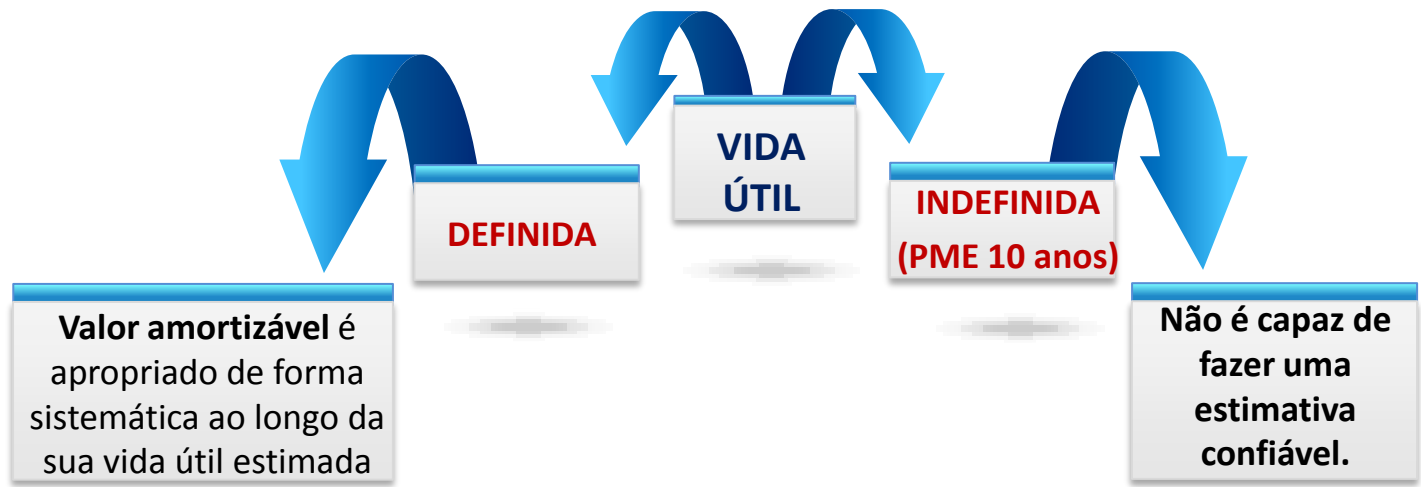 VIDA
ÚTIL
DEFINIDA
INDEFINIDA
(PME 10 anos)
Valor amortizável é
apropriado de forma
sistemática ao longo da
sua vida útil estimada
Não é capaz de
fazer uma
estimativa
confiável.